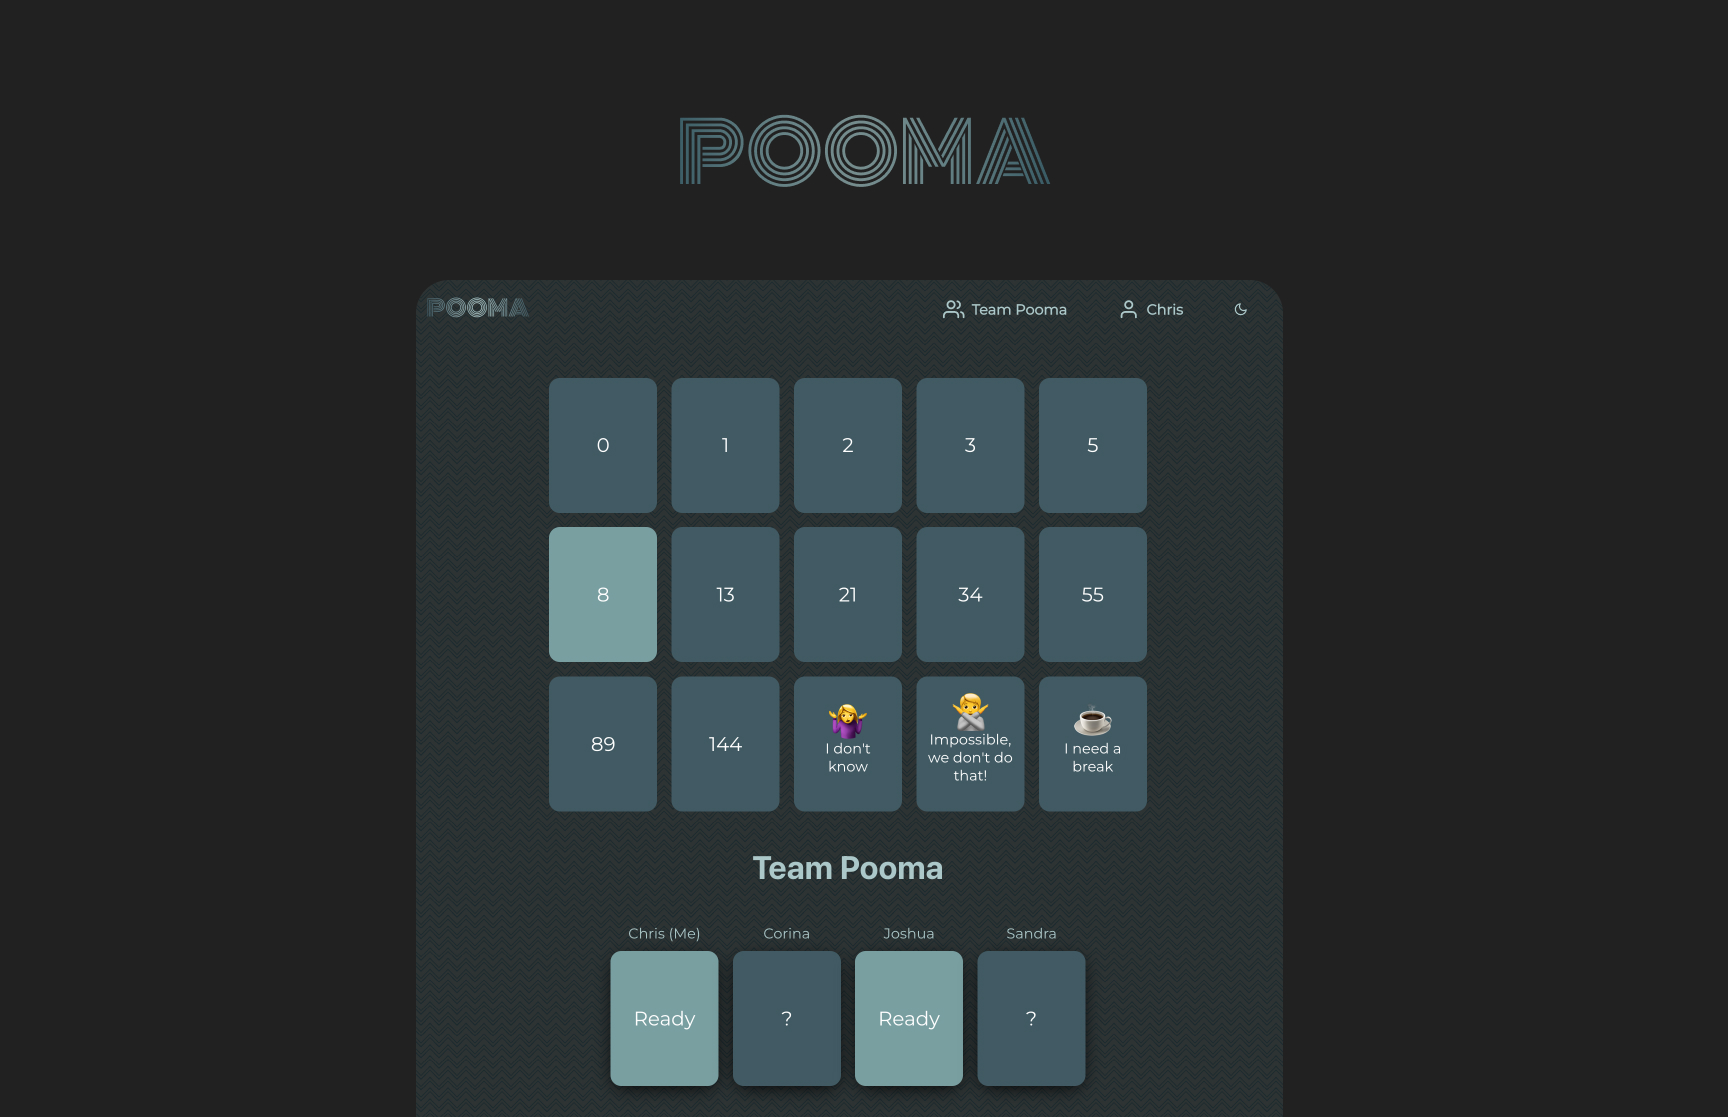 POOMA
POOMA
Team Pooma
Chris
0
1
2
3
5
8
13
21
34
55
89
144
I don't
know
Impossible,
we don't do
that!
I need a
break
Team Pooma
Chris (Me)
Corina
Joshua
Sandra
Ready
?
Ready
?